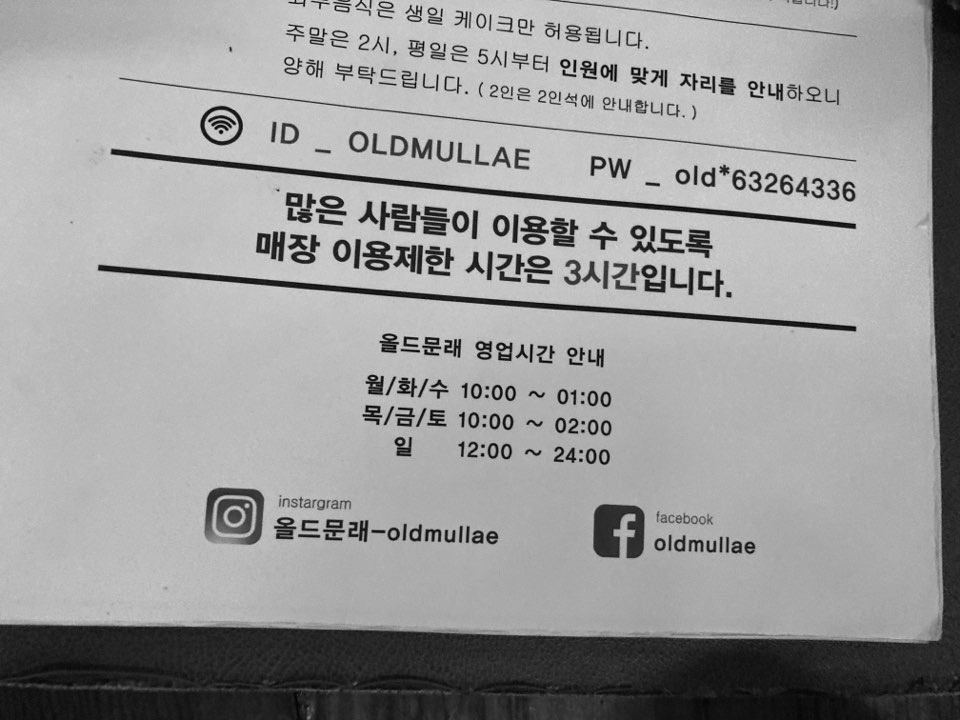 외부음식은 생일 케이크만 허용됩니다.
주말은 2시, 평일은 5시부터 인원에 맞게 자리를 안내하오니
양해 부탁드립니다. ( 2인은 2인석에 안내합니다. )
ID _ OLDMULLAE PW _ old*63264336
많은 사람들이 이용할 수 있도록
매장 이용제한 시간은 3시간입니다.
올드문래 영업시간 안내
월/화/수 10:00 ~ 01:00
목/금/토 10:00 ~ 02:00
일 12:00 ~ 24:00
instargram
올드문래-oldmullae
facebook
oldmullae